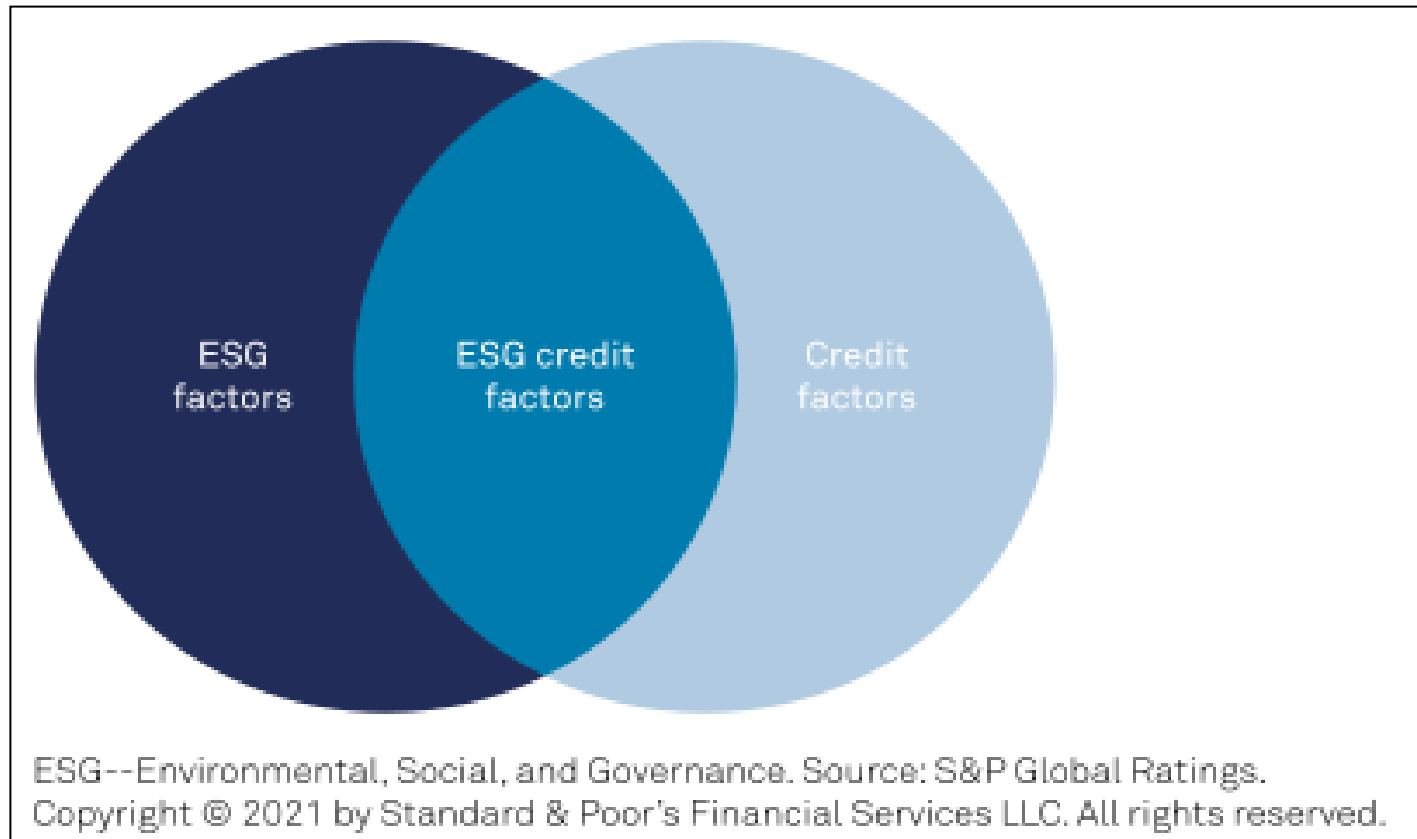 ESG
factors
ESG credit
factors
Credit
factors
ESG--Environmental, Social, and Governance. Source: S&P Global Ratings.
Copyright © 2021 by Standard & Poor's Financial Services LLC. All rights reserved.